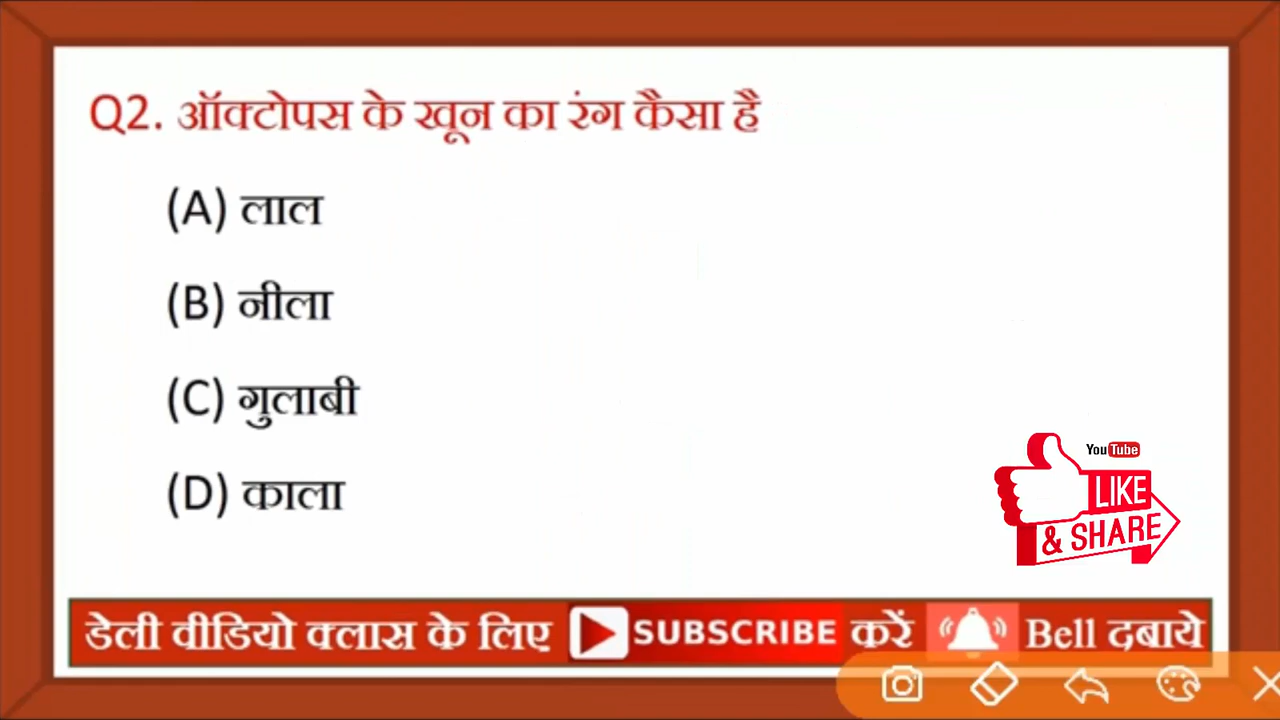 Q2. ऑक्टोपस के खून का रंग कैसा है
(A) लाल
(B) नीला
(C) गुलाबी
(D) काला
YouTube
LIKE
& SHARE
डेली वीडियो क्लास के लिए SUBSCRIBE करें Bell दबाये